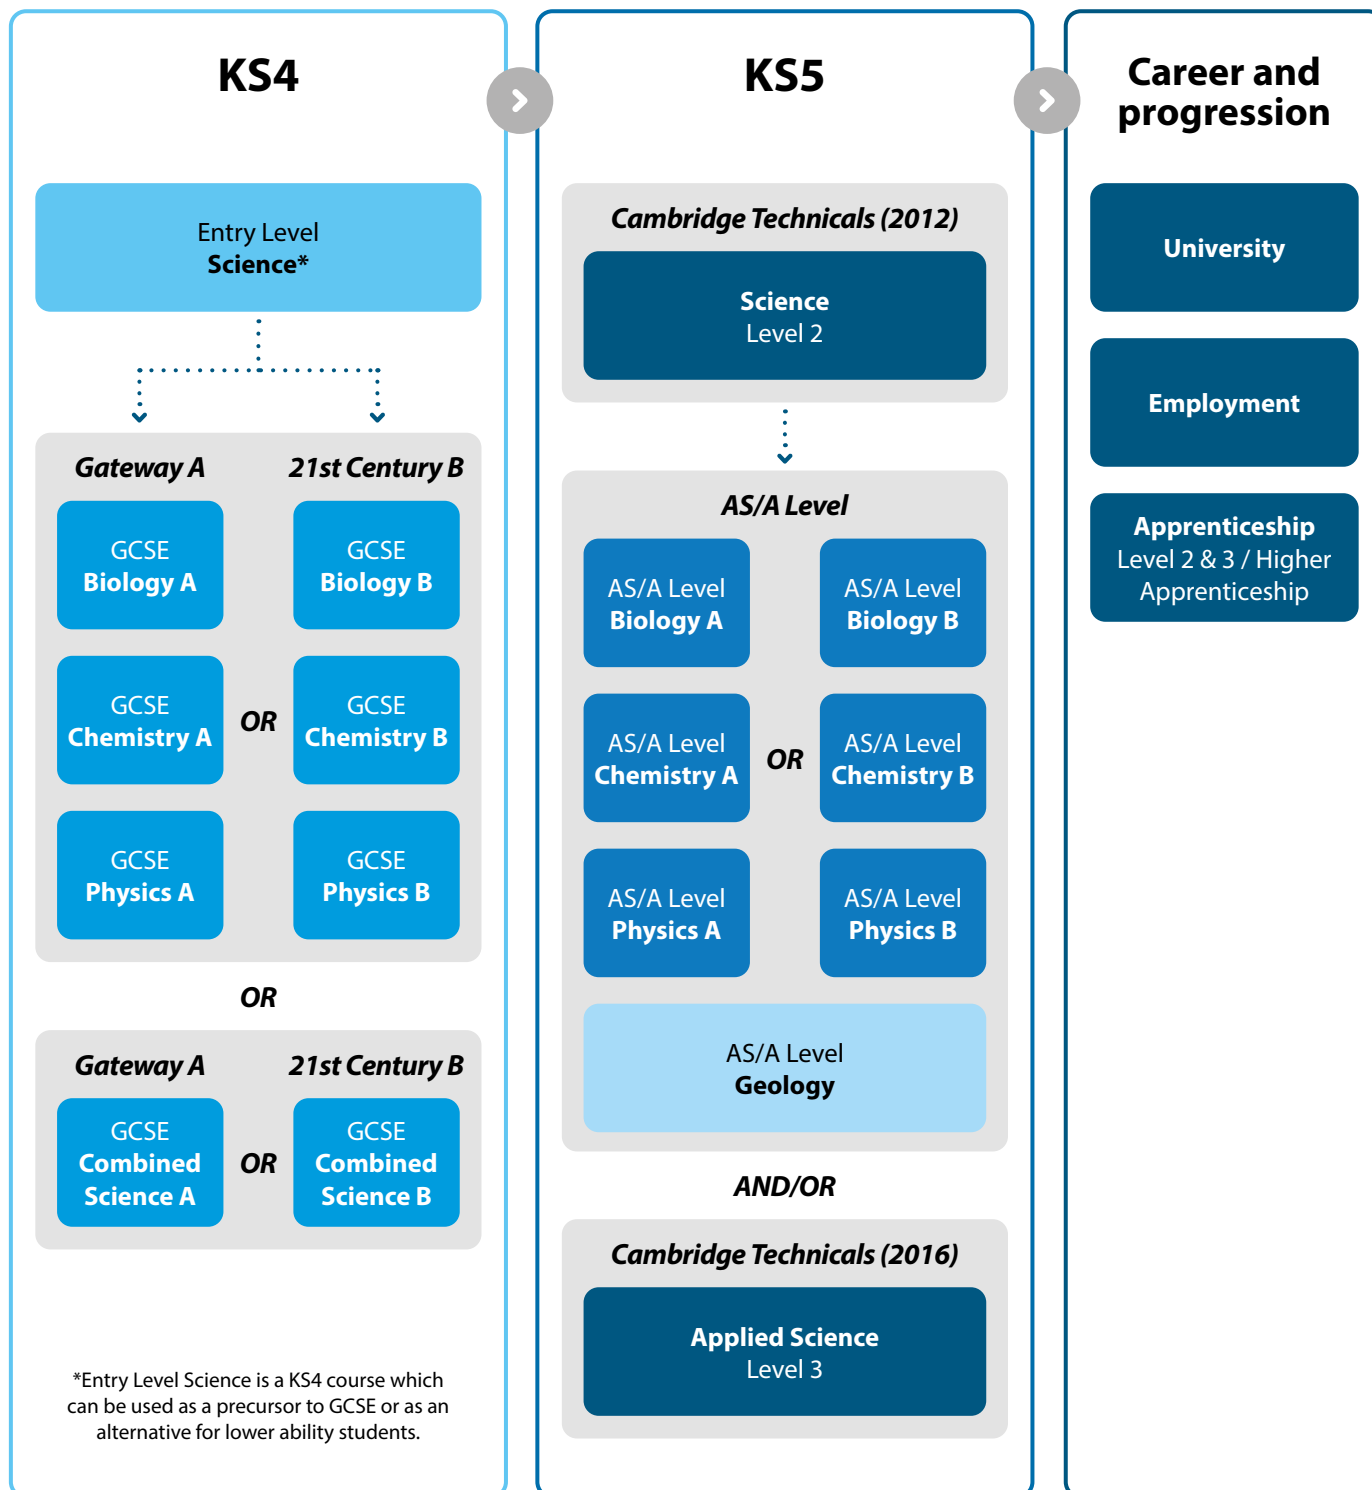 KS4
Entry Level
Science*
Gateway A
21st Century B
GCSE
Biology A
GCSE
Biology B
GCSE
Chemistry A
OR
GCSE
Chemistry B
GCSE
Physics A
GCSE
Physics B
OR
Gateway A
21st Century B
GCSE
Combined
Science A
OR
GCSE
Combined
Science B
*Entry Level Science is a KS4 course which
can be used as a precursor to GCSE or as an
alternative for lower ability students.
KS5
Cambridge Technicals (2012)
Science
Level 2
AS/A Level
AS/A Level
Biology A
AS/A Level
Biology B
AS/A Level
Chemistry A
OR
AS/A Level
Chemistry B
AS/A Level
Physics A
AS/A Level
Physics B
AS/A Level
Geology
AND/OR
Cambridge Technicals (2016)
Applied Science
Level 3
Career and
progression
University
Employment
Apprenticeship
Level 2 & 3 / Higher
Apprenticeship